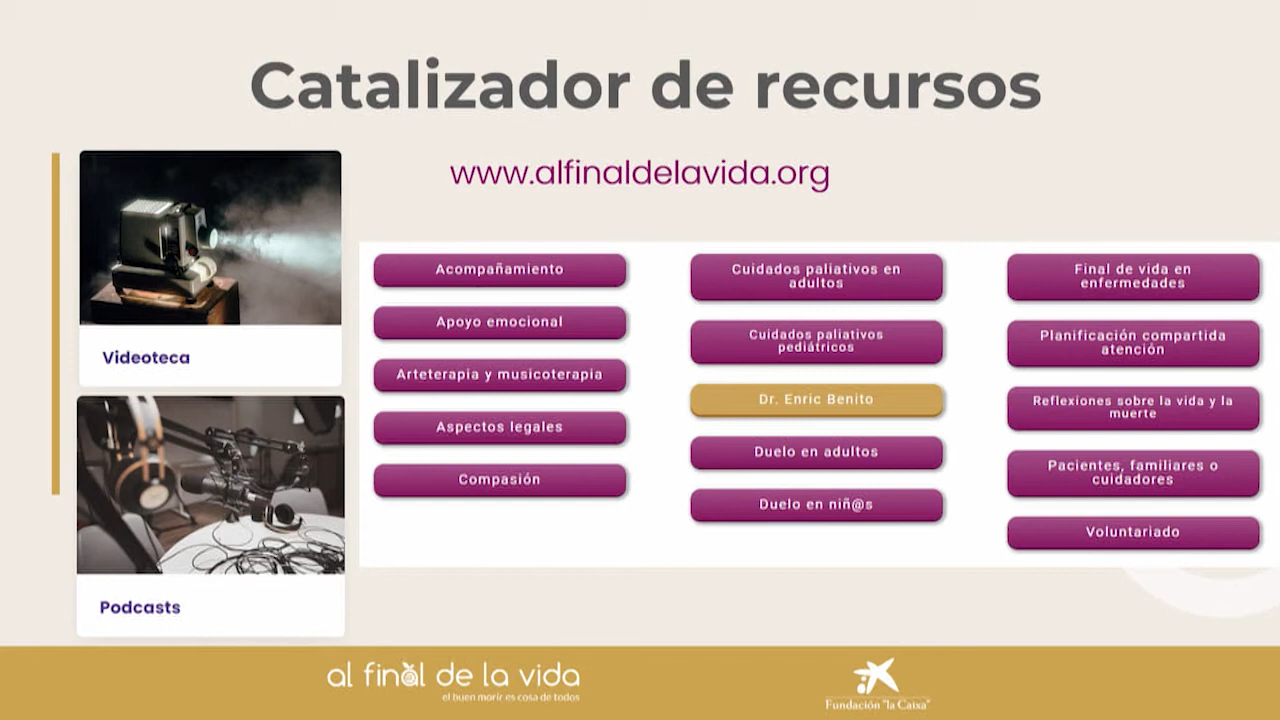 Catalizador de recursos
www.alfinaldelavida.org
Videoteca
Podcasts
Acompañamiento
Apoyo emocional
Arteterapia y musicoterapia
Aspectos legales
Compasión
Cuidados paliativos en
adultos
Cuidados paliativos
pediátricos
Dr. Enric Benito
Duelo en adultos
Duelo en niñ@s
Final de vida en
enfermedades
Planificación compartida
atención
Reflexiones sobre la vida y la
muerte
Pacientes, familiares o
cuidadores
Voluntariado
al final de la vida
el buen morir es cosa de todos
Fundación "la Caixa"